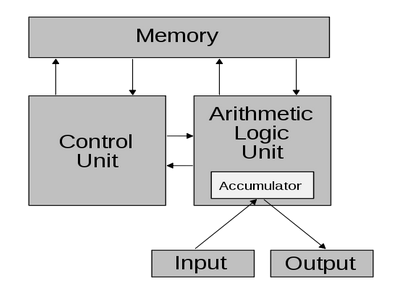 Memory
Control
Unit
Arithmetic
Logic
Unit
Accumulator
Input
Output